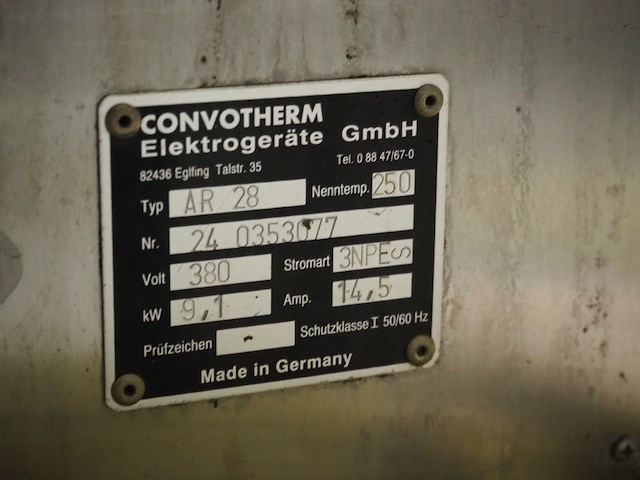 CONVOTHERM
Elektrogeräte GmbH
82436 Eglfing Talstr. 35 Tel. 0 88 47/67-0
Typ AR 28 Nenntemp. 250
Nr. 24 0353077
Volt 380 Stromart 3NPE
kW 9,1 Amp. 14,5
Prüfzeichen Schutzklasse I 50/60 Hz
Made in Germany